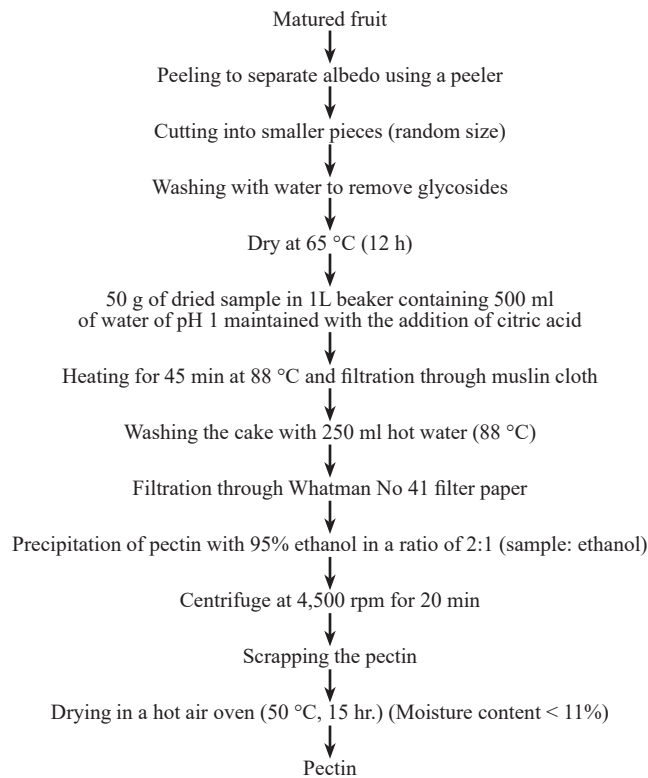 Matured fruit
Peeling to separate albedo using a peeler
Cutting into smaller pieces (random size)
Washing with water to remove glycosides
Dry at 65 °C (12 h)
50 g of dried sample in 1L beaker containing 500 ml
of water of pH 1 maintained with the addition of citric acid
Heating for 45 min at 88 °C and filtration through muslin cloth
Washing the cake with 250 ml hot water (88 °C)
Filtration through Whatman No 41 filter paper
Precipitation of pectin with 95% ethanol in a ratio of 2:1 (sample: ethanol)
Centrifuge at 4,500 rpm for 20 min
Scrapping the pectin
Drying in a hot air oven (50 °C, 15 hr.) (Moisture content < 11%)
Pectin